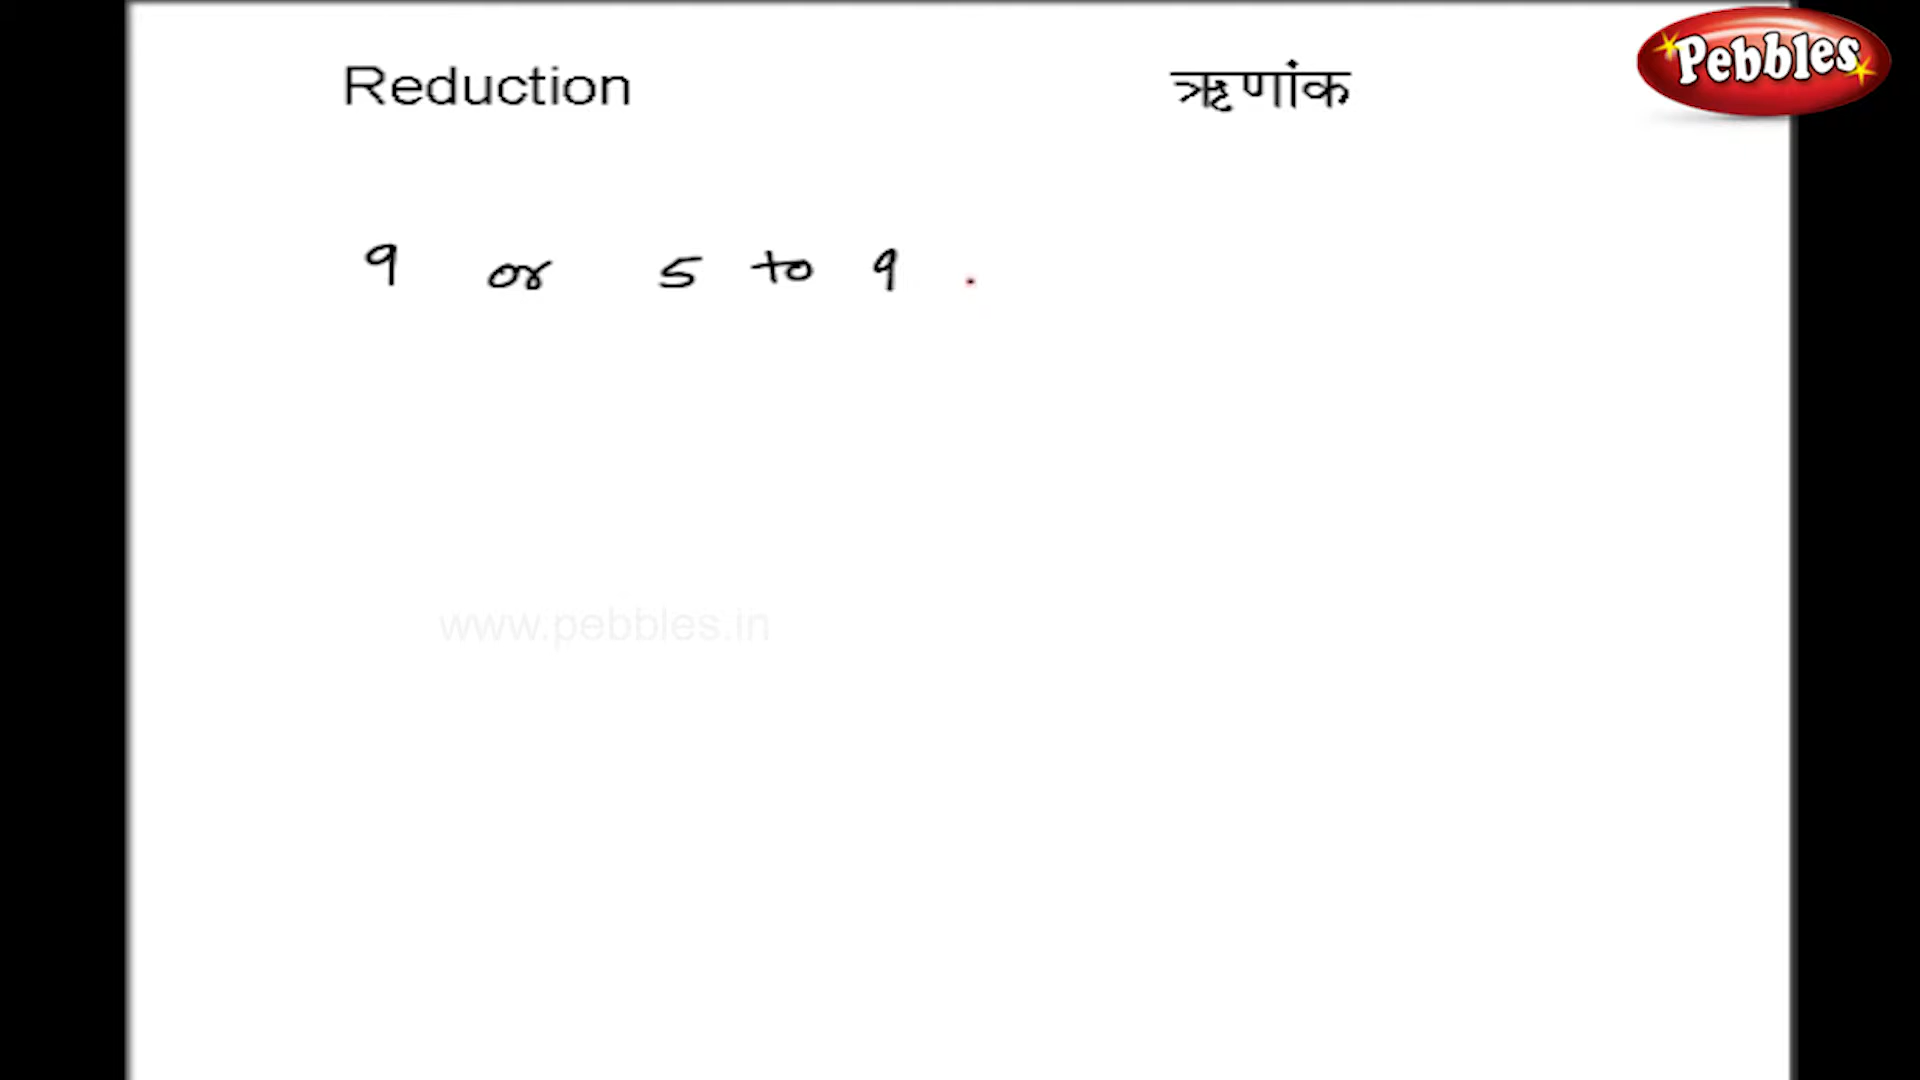 Reduction ऋणांक
Pebbles
9 or 5 to 9
www.pebbles.in